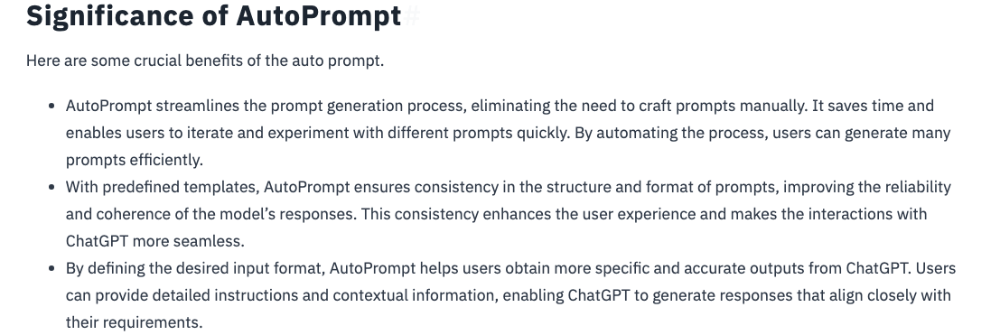 Significance of AutoPrompt#
Here are some crucial benefits of the auto prompt.
• AutoPrompt streamlines the prompt generation process, eliminating the need to craft prompts manually. It saves time and
enables users to iterate and experiment with different prompts quickly. By automating the process, users can generate many
prompts efficiently.
• With predefined templates, AutoPrompt ensures consistency in the structure and format of prompts, improving the reliability
and coherence of the model’s responses. This consistency enhances the user experience and makes the interactions with
ChatGPT more seamless.
• By defining the desired input format, AutoPrompt helps users obtain more specific and accurate outputs from ChatGPT. Users
can provide detailed instructions and contextual information, enabling ChatGPT to generate responses that align closely with
their requirements.